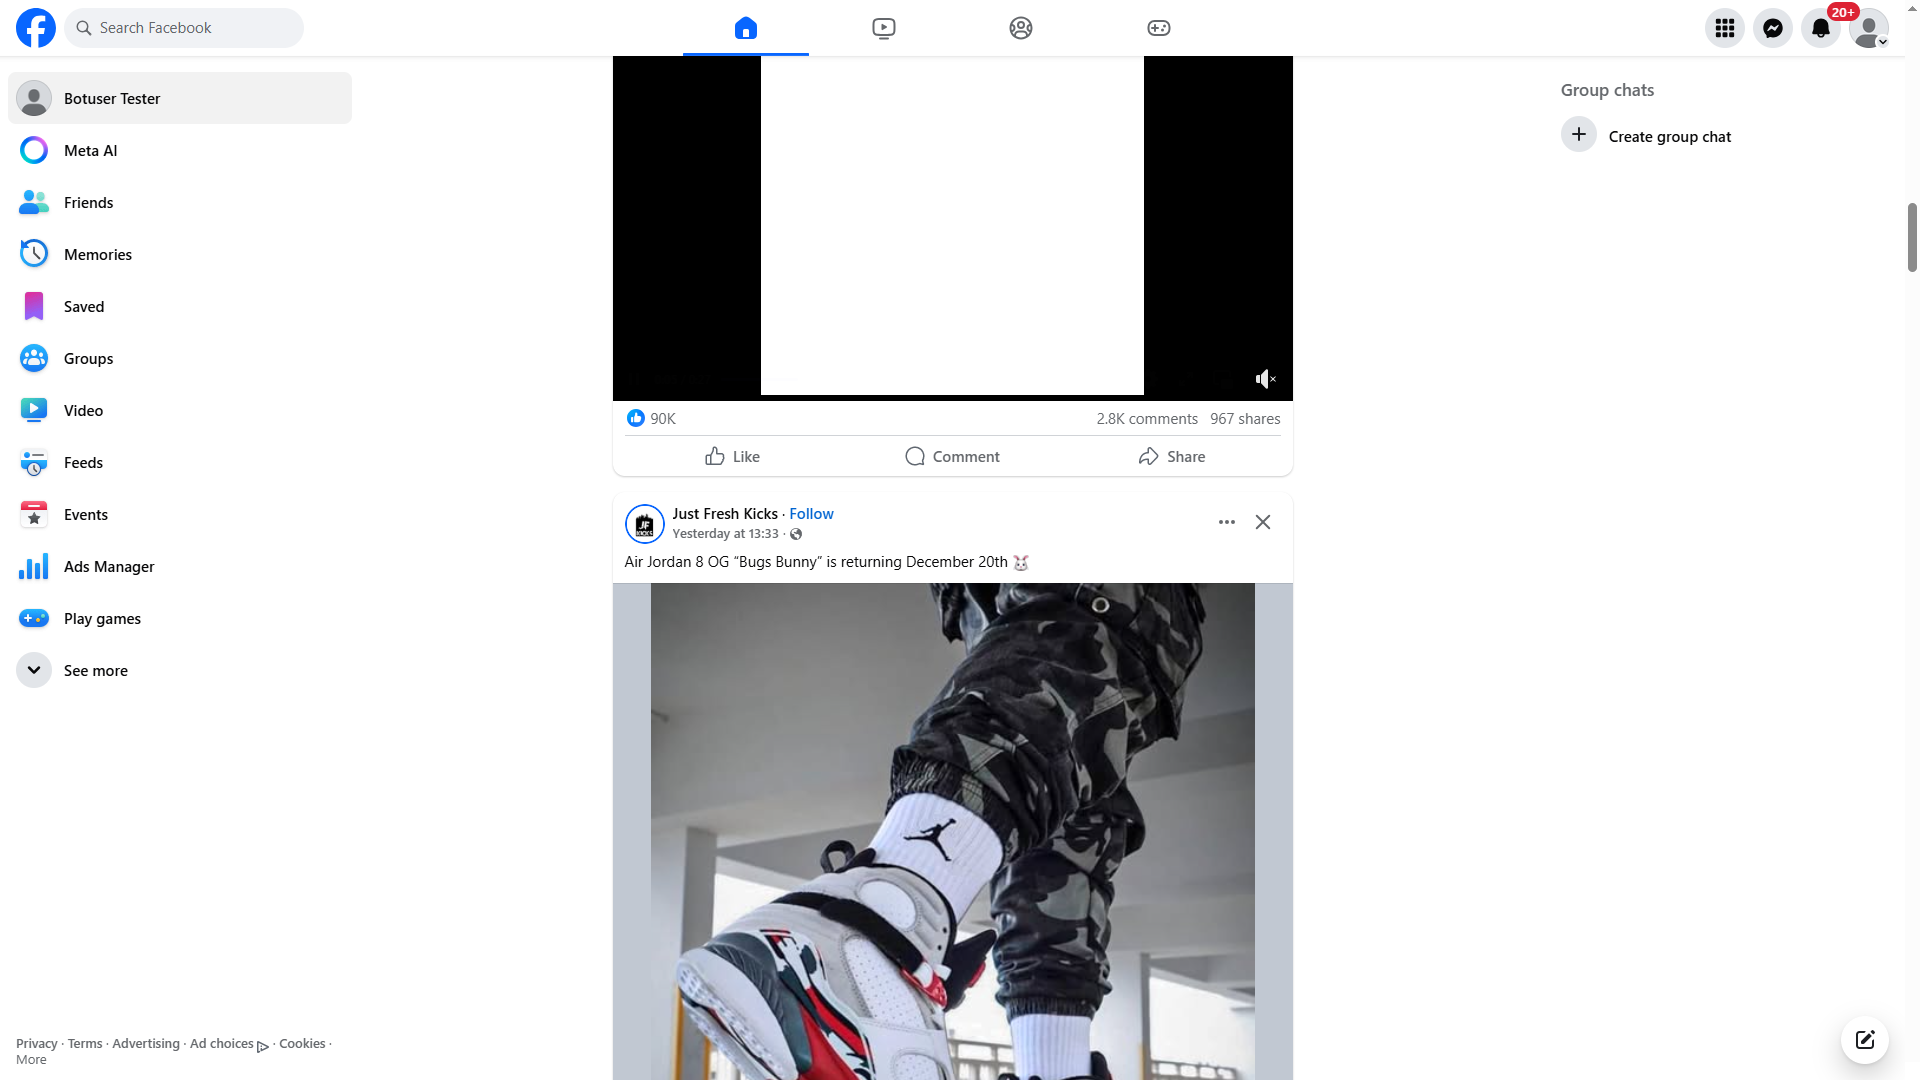 Search Facebook
20+
Botuser Tester
Meta AI
Friends
Memories
Saved
Groups
Video
Feeds
Events
Ads Manager
Play games
See more
Privacy · Terms · Advertising · Ad choices · Cookies ·
More
90K
2.8K comments 967 shares
Like
Comment
Share
JF
KICKS
Just Fresh Kicks · Follow
Yesterday at 13:33 ·
Air Jordan 8 OG “Bugs Bunny” is returning December 20th 🐰
Group chats
Create group chat